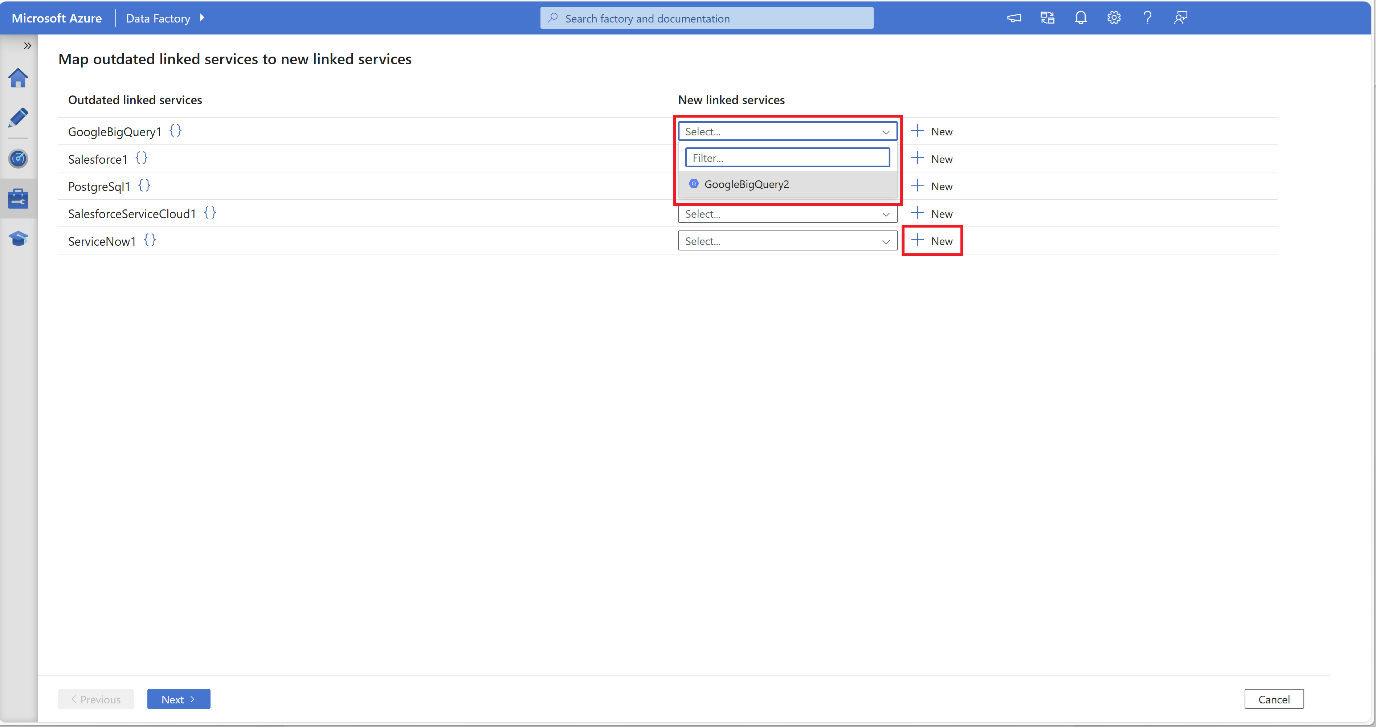 Microsoft Azure Data Factory Search factory and documentation
Map outdated linked services to new linked services
Outdated linked services New linked services
GoogleBigQuery1 {} Select... + New
Filter...
Salesforce1 {} + New
GoogleBigQuery2
PostgreSql1 {} + New
SalesforceServiceCloud1 {} Select... + New
ServiceNow1 {} Select... + New
< Previous Next > Cancel